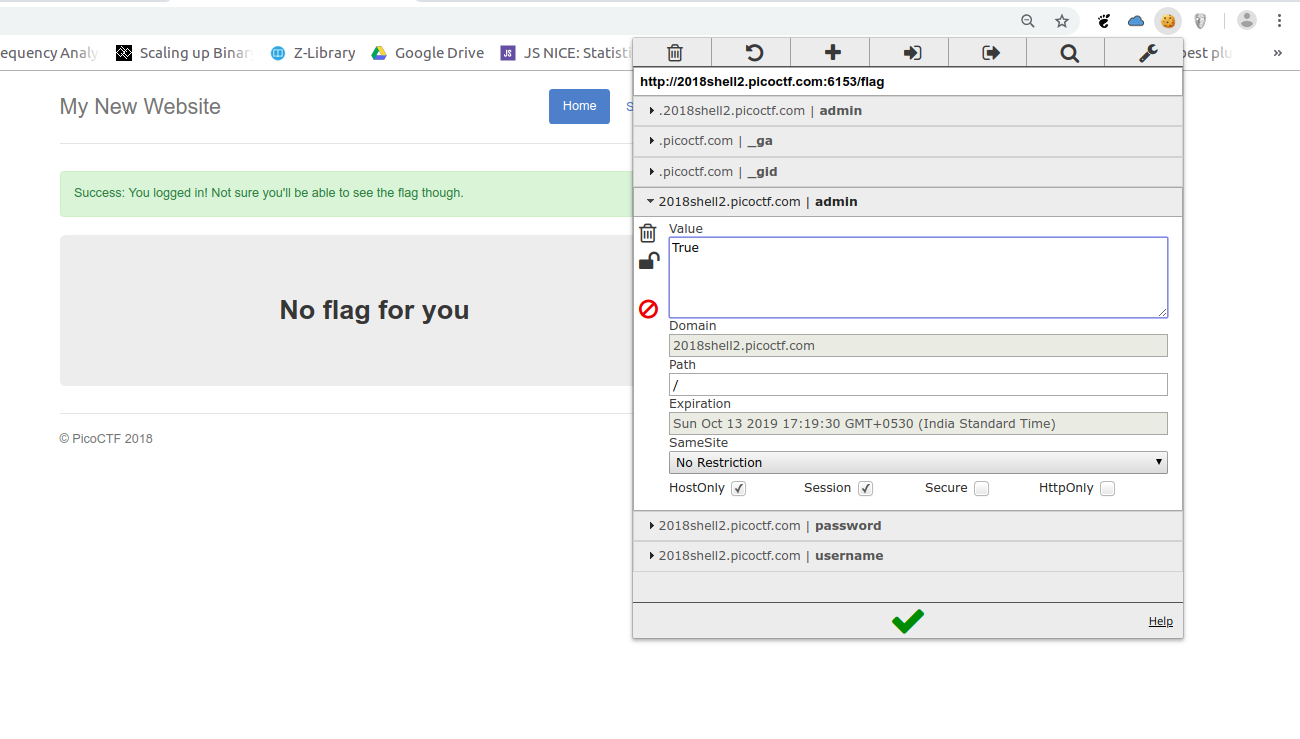 equency Analy Scaling up Binar Z-Library Google Drive JS JS NICE: Statisti best plu »
http://2018shell2.picoctf.com:6153/flag
My New Website Home S
.2018shell2.picoctf.com | admin
.picoctf.com | __ga
.picoctf.com | __gid
Success: You logged in! Not sure you'll be able to see the flag though.
2018shell2.picoctf.com | admin
Value
True
No flag for you
Domain
2018shell2.picoctf.com
Path
/
Expiration
Sun Oct 13 2019 17:19:30 GMT+0530 (India Standard Time)
SameSite
No Restriction
© PicoCTF 2018
HostOnly Session Secure HttpOnly
2018shell2.picoctf.com | password
2018shell2.picoctf.com | username
Help